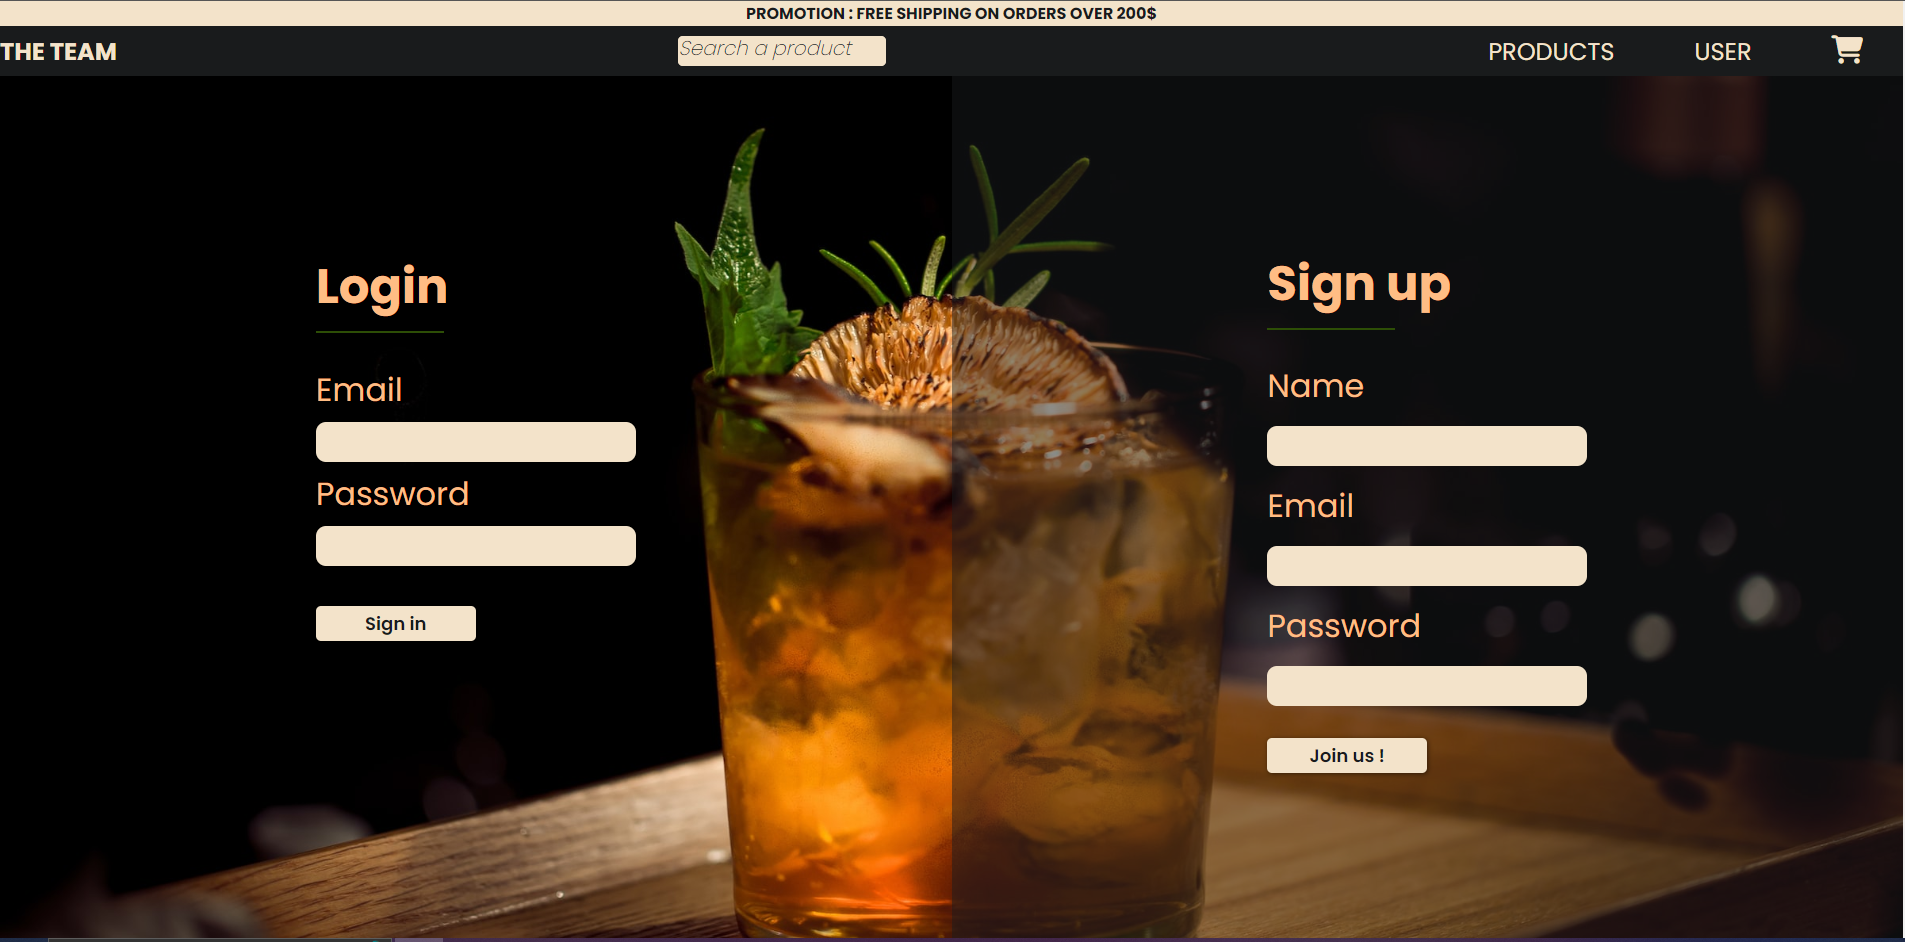 PROMOTION : FREE SHIPPING ON ORDERS OVER 200$
THE TEAM
Search a product
PRODUCTS
USER
Login
Email
Password
Sign in
Sign up
Name
Email
Password
Join us !